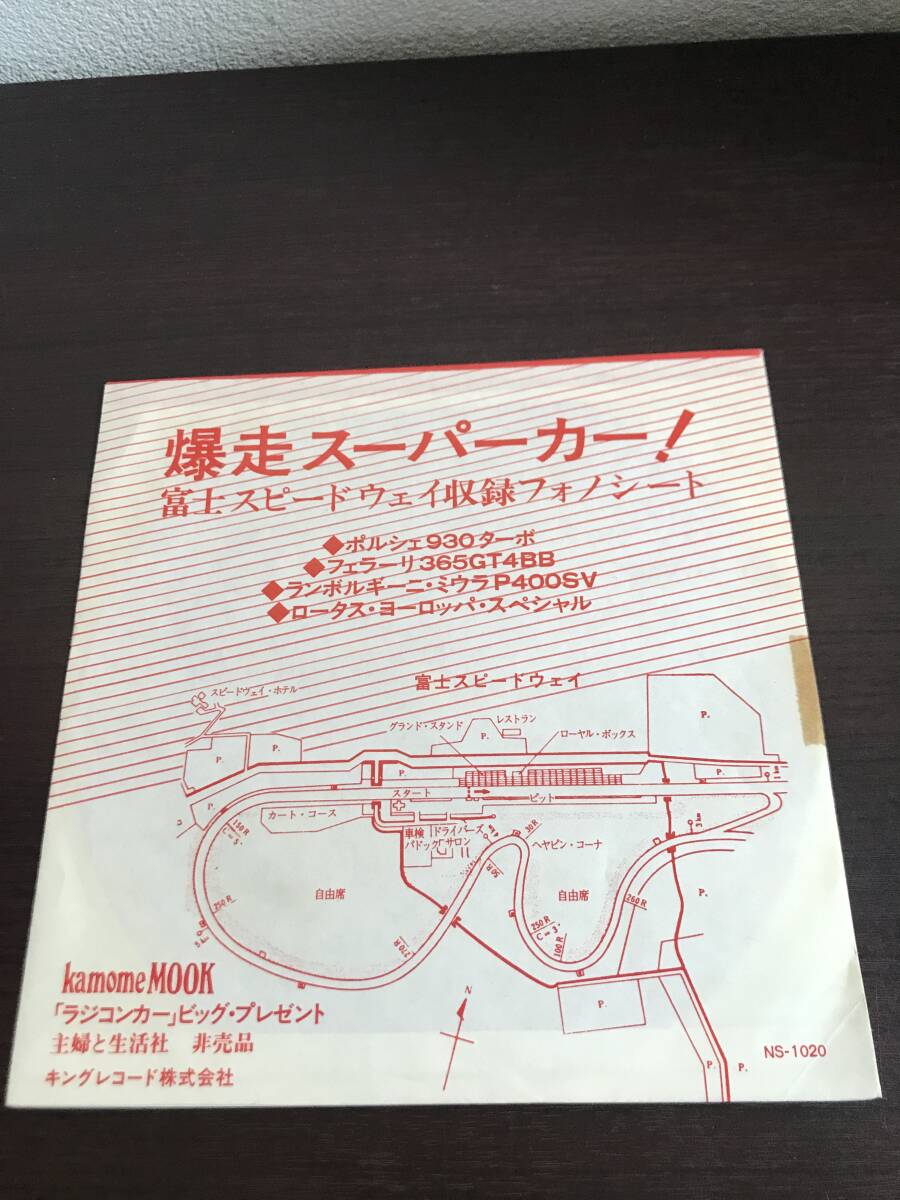 爆走スーパーカー!
富士スピードウェイ収録フォノシート
◆ポルシェ930ターボ
◆フェラーリ365GT4BB
◆ランボルギーニ・ミウラP400SV
◆ロータス・ヨーロッパ・スペシャル
富士スピードウェイ
スピードウェイ・ホテル
グランド・スタンド
レストラン
ローヤル・ボックス
P.
P.
P.
P.
P.
P.
P.
スタート
ピット
カート・コース
車検
パドック
ドライバーズ
サロン
ヘヤピン・コーナ
150R
C=5'
30R
50R
自由席
自由席
250R
270R
250R
C=3'
100R
260R
P.
P.
P.
P.
N
kamome MOOK
「ラジコンカー」ビッグ・プレゼント
主婦と生活社 非売品
キングレコード株式会社
NS-1020